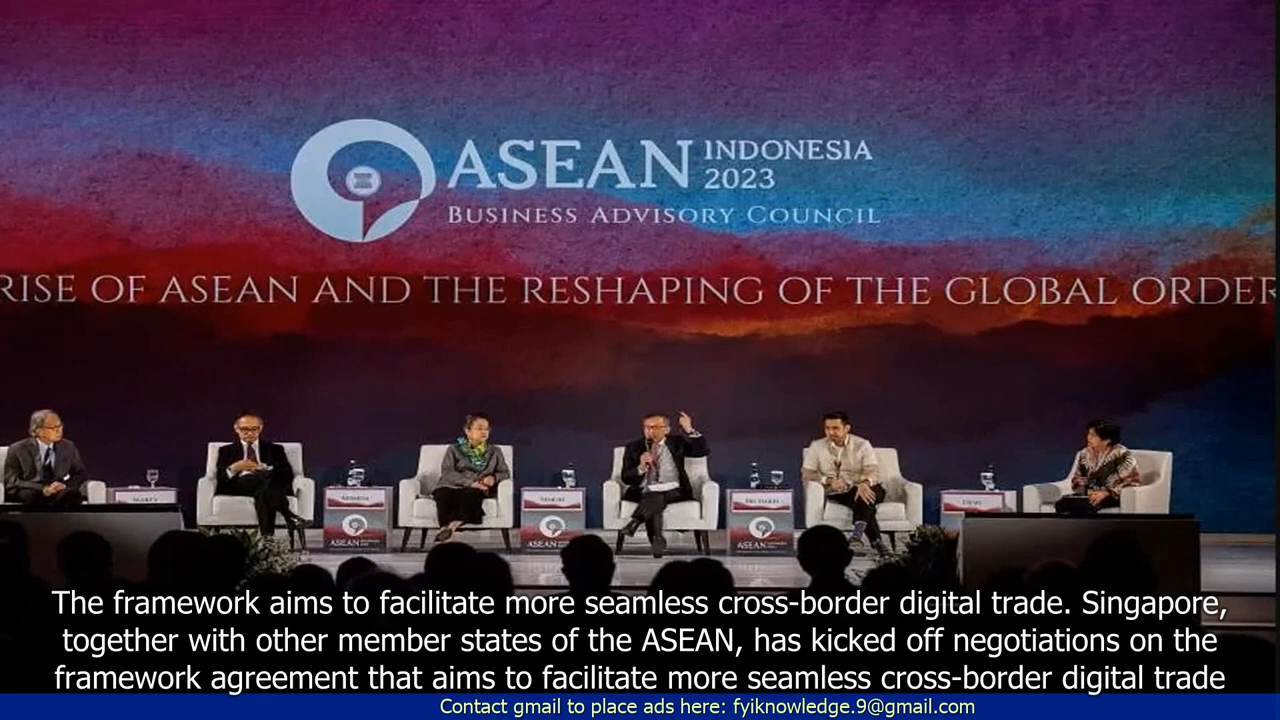 ASEAN INDONESIA
2023
BUSINESS ADVISORY COUNCIL
RISE OF ASEAN AND THE RESHAPING OF THE GLOBAL ORDER
ASEAN
ASEAN
The framework aims to facilitate more seamless cross-border digital trade. Singapore,
together with other member states of the ASEAN, has kicked off negotiations on the
framework agreement that aims to facilitate more seamless cross-border digital trade
Contact gmail to place ads here: fyiknowledge.9@gmail.com